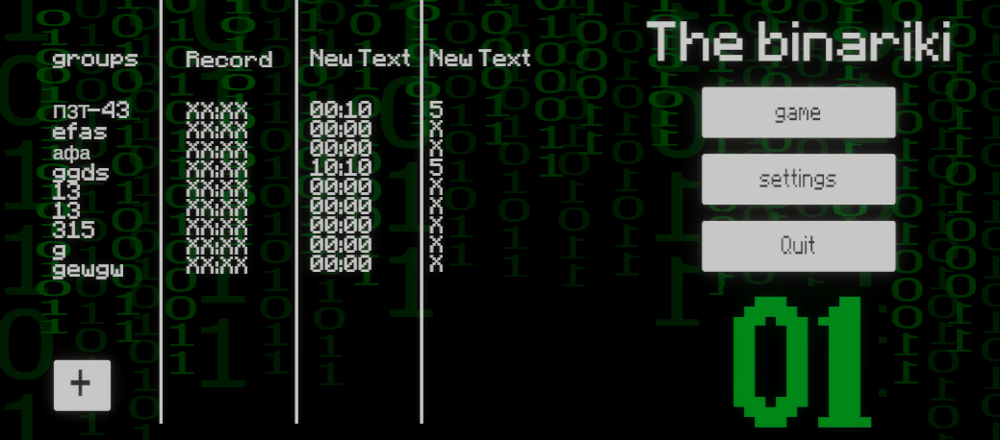 The binariki
groups Record New Text New Text
пзт-43 XX:XX 00:10 5
efas XX:XX 00:00 X
афа XX:XX 00:00 X
ggds XX:XX 10:10 5
13 XX:XX 00:00 X
13 XX:XX 00:00 X
315 XX:XX 00:00 X
g XX:XX 00:00 X
gewgw XX:XX 00:00 X
+
game
settings
Quit
01